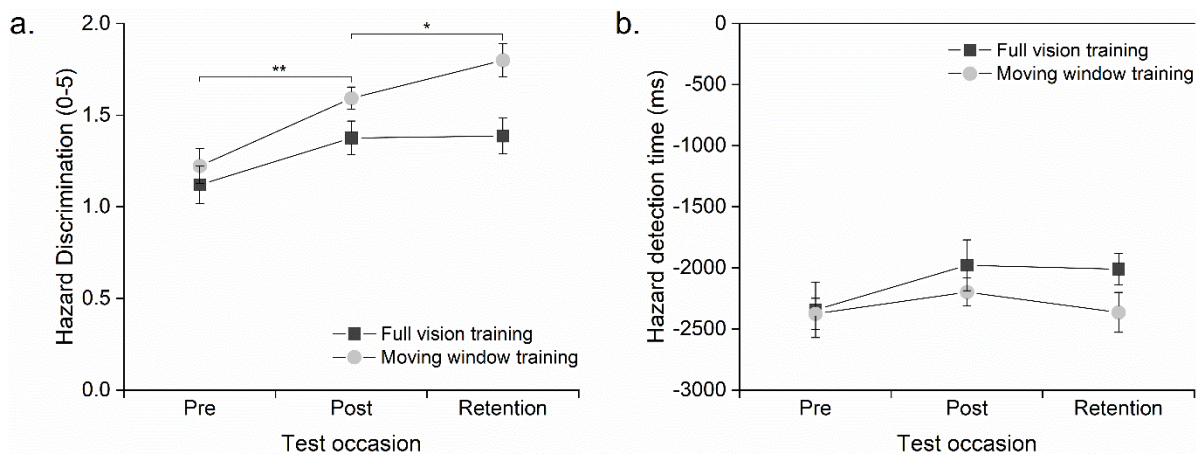 a.
Hazard Discrimination (0-5)
2.0
1.5
1.0
0.5
0.0
**
*
Full vision training
Moving window training
Pre Post Retention
Test occasion
b.
Hazard detection time (ms)
0
-500
-1000
-1500
-2000
-2500
-3000
Full vision training
Moving window training
Pre Post Retention
Test occasion